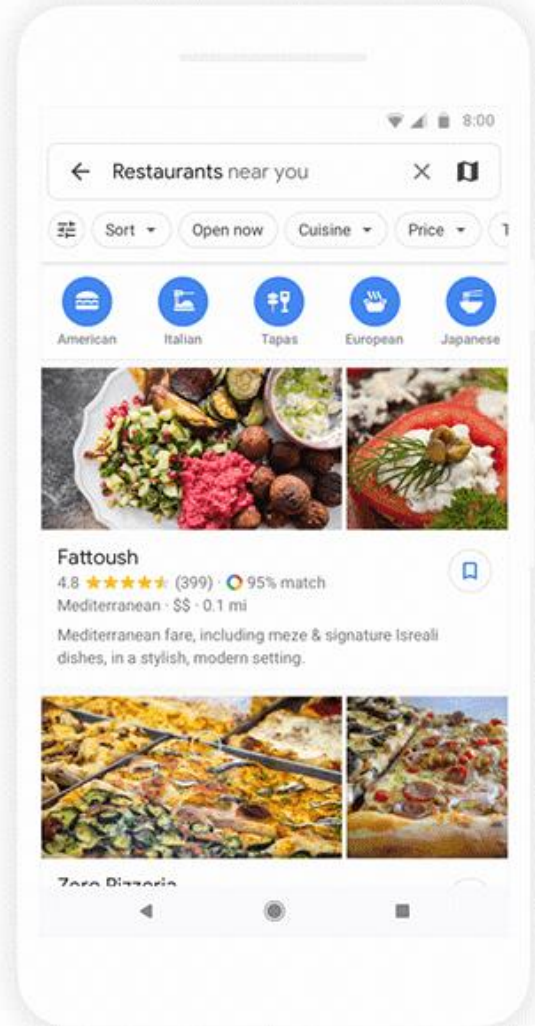 8:00
Restaurants near you
Sort Open now Cuisine Price
American Italian Tapas European Japanese
Fattoush
4.8 (399) · 95% match
Mediterranean · $$ · 0.1 mi
Mediterranean fare, including meze & signature Isreali
dishes, in a stylish, modern setting.